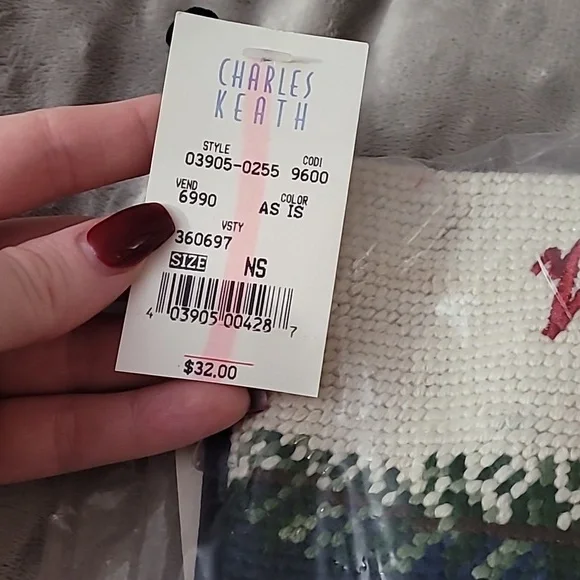 CHARLES
KEATH
STYLE CODI
03905-0255 9600
VEND COLOR
6990 AS IS
VSTY
360697
SIZE NS
4 03905 00428 7
$32.00